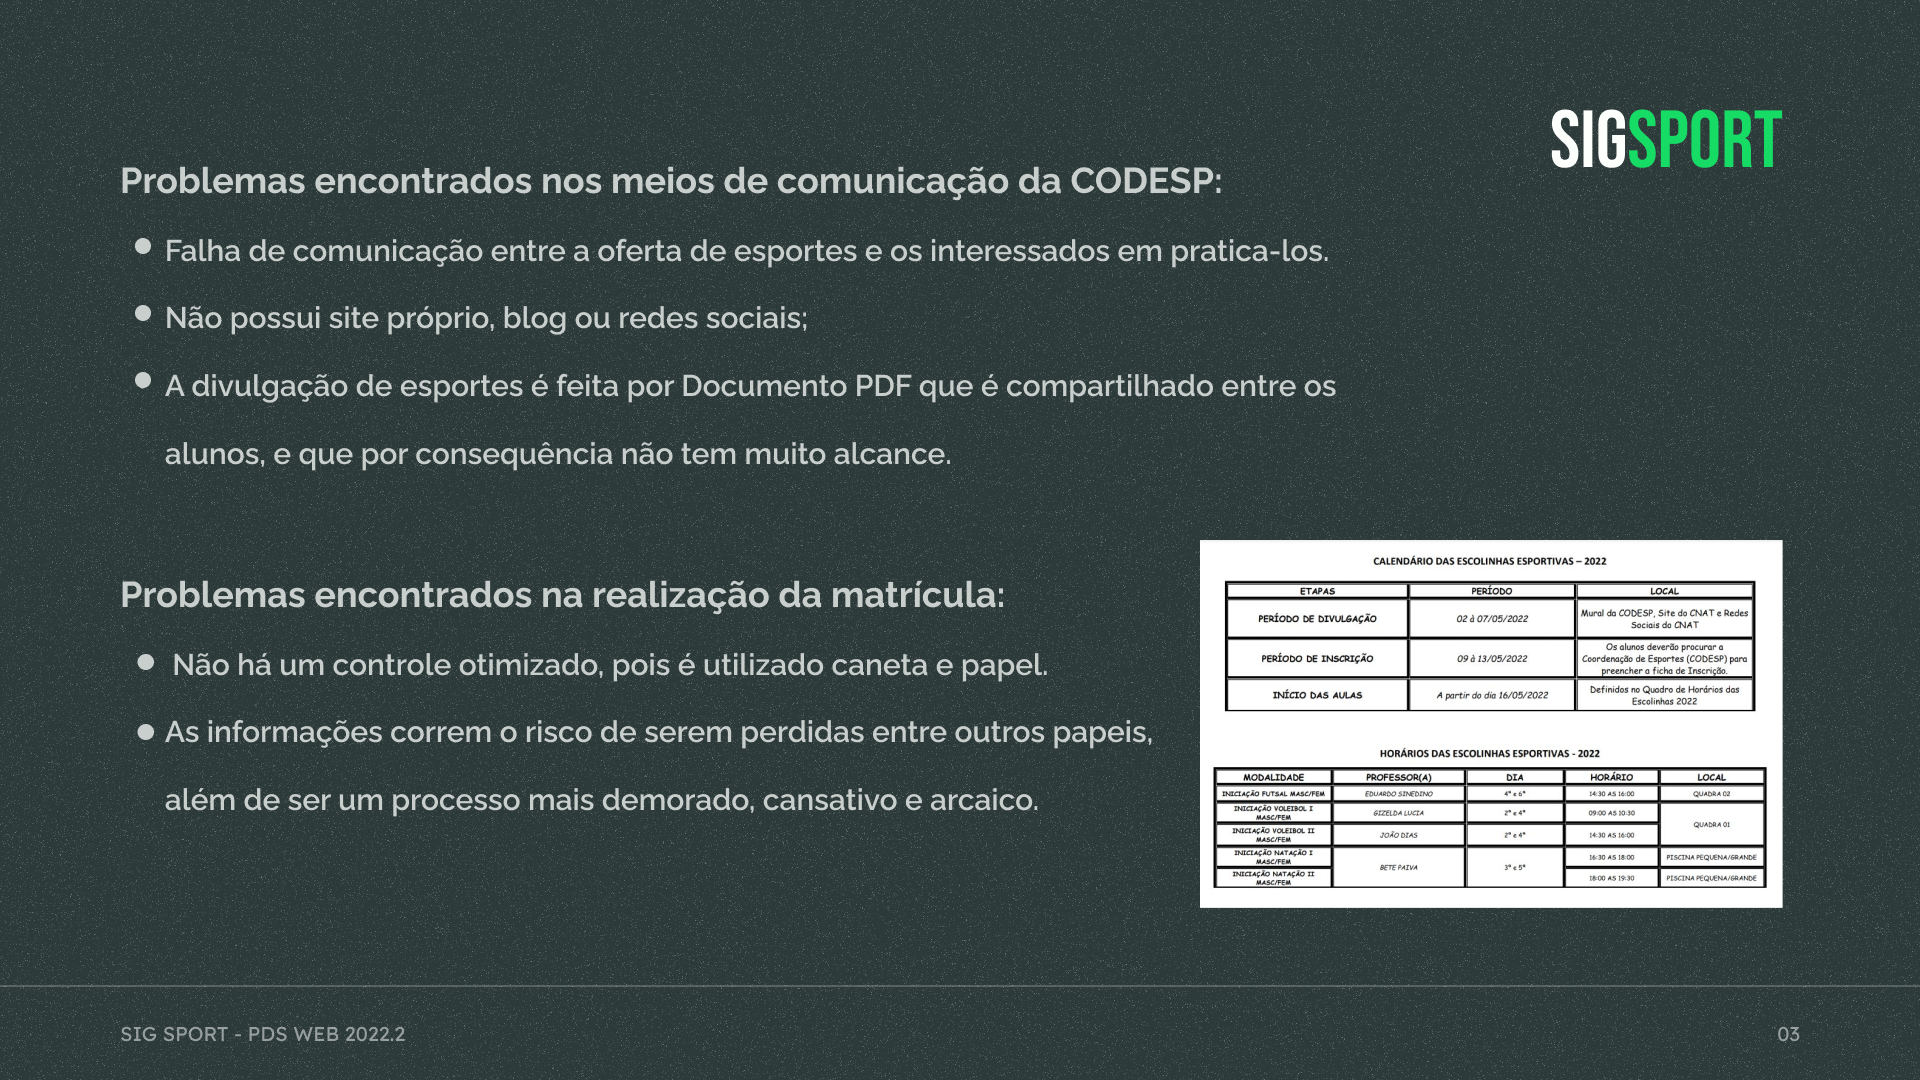 SIGSPORT
Problemas encontrados nos meios de comunicação da CODESP:
Falha de comunicação entre a oferta de esportes e os interessados em pratica-los.
Não possui site próprio, blog ou redes sociais;
A divulgação de esportes é feita por Documento PDF que é compartilhado entre os
alunos, e que por consequência não tem muito alcance.
Problemas encontrados na realização da matrícula:
Não há um controle otimizado, pois é utilizado caneta e papel.
As informações correm o risco de serem perdidas entre outros papeis,
além de ser um processo mais demorado, cansativo e arcaico.
CALENDÁRIO DAS ESCOLINHAS ESPORTIVAS – 2022
ETAPAS PERÍODO LOCAL
PERÍODO DE DIVULGAÇÃO 02 à 07/05/2022 Mural da CODESP, Site do CNAT e Redes
Sociais do CNAT
PERÍODO DE INSCRIÇÃO 09 à 13/05/2022 Os alunos deverão procurar a
Coordenação de Esportes (CODESP) para
preencher a ficha de Inscrição.
INÍCIO DAS AULAS A partir do dia 16/05/2022 Definidos no Quadro de Horários das
Escolinhas 2022
HORÁRIOS DAS ESCOLINHAS ESPORTIVAS - 2022
MODALIDADE PROFESSOR(A) DIA HORÁRIO LOCAL
INICIAÇÃO FUTSAL MASC/FEM EDUARDO SINEDINO 4ª e 6ª 14:30 AS 16:00 QUADRA 02
INICIAÇÃO VOLEIBOL I
MASC/FEM GIZELDA LUCIA 2ª e 4ª 09:00 AS 10:30 QUADRA 01
INICIAÇÃO VOLEIBOL II
MASC/FEM JOÃO DIAS 2ª e 4ª 14:30 AS 16:00
INICIAÇÃO NATAÇÃO I
MASC/FEM BETE PAIVA 3ª e 5ª 16:30 AS 18:00 PISCINA PEQUENA/GRANDE
INICIAÇÃO NATAÇÃO II
MASC/FEM 18:00 AS 19:30 PISCINA PEQUENA/GRANDE
SIG SPORT - PDS WEB 2022.2
03